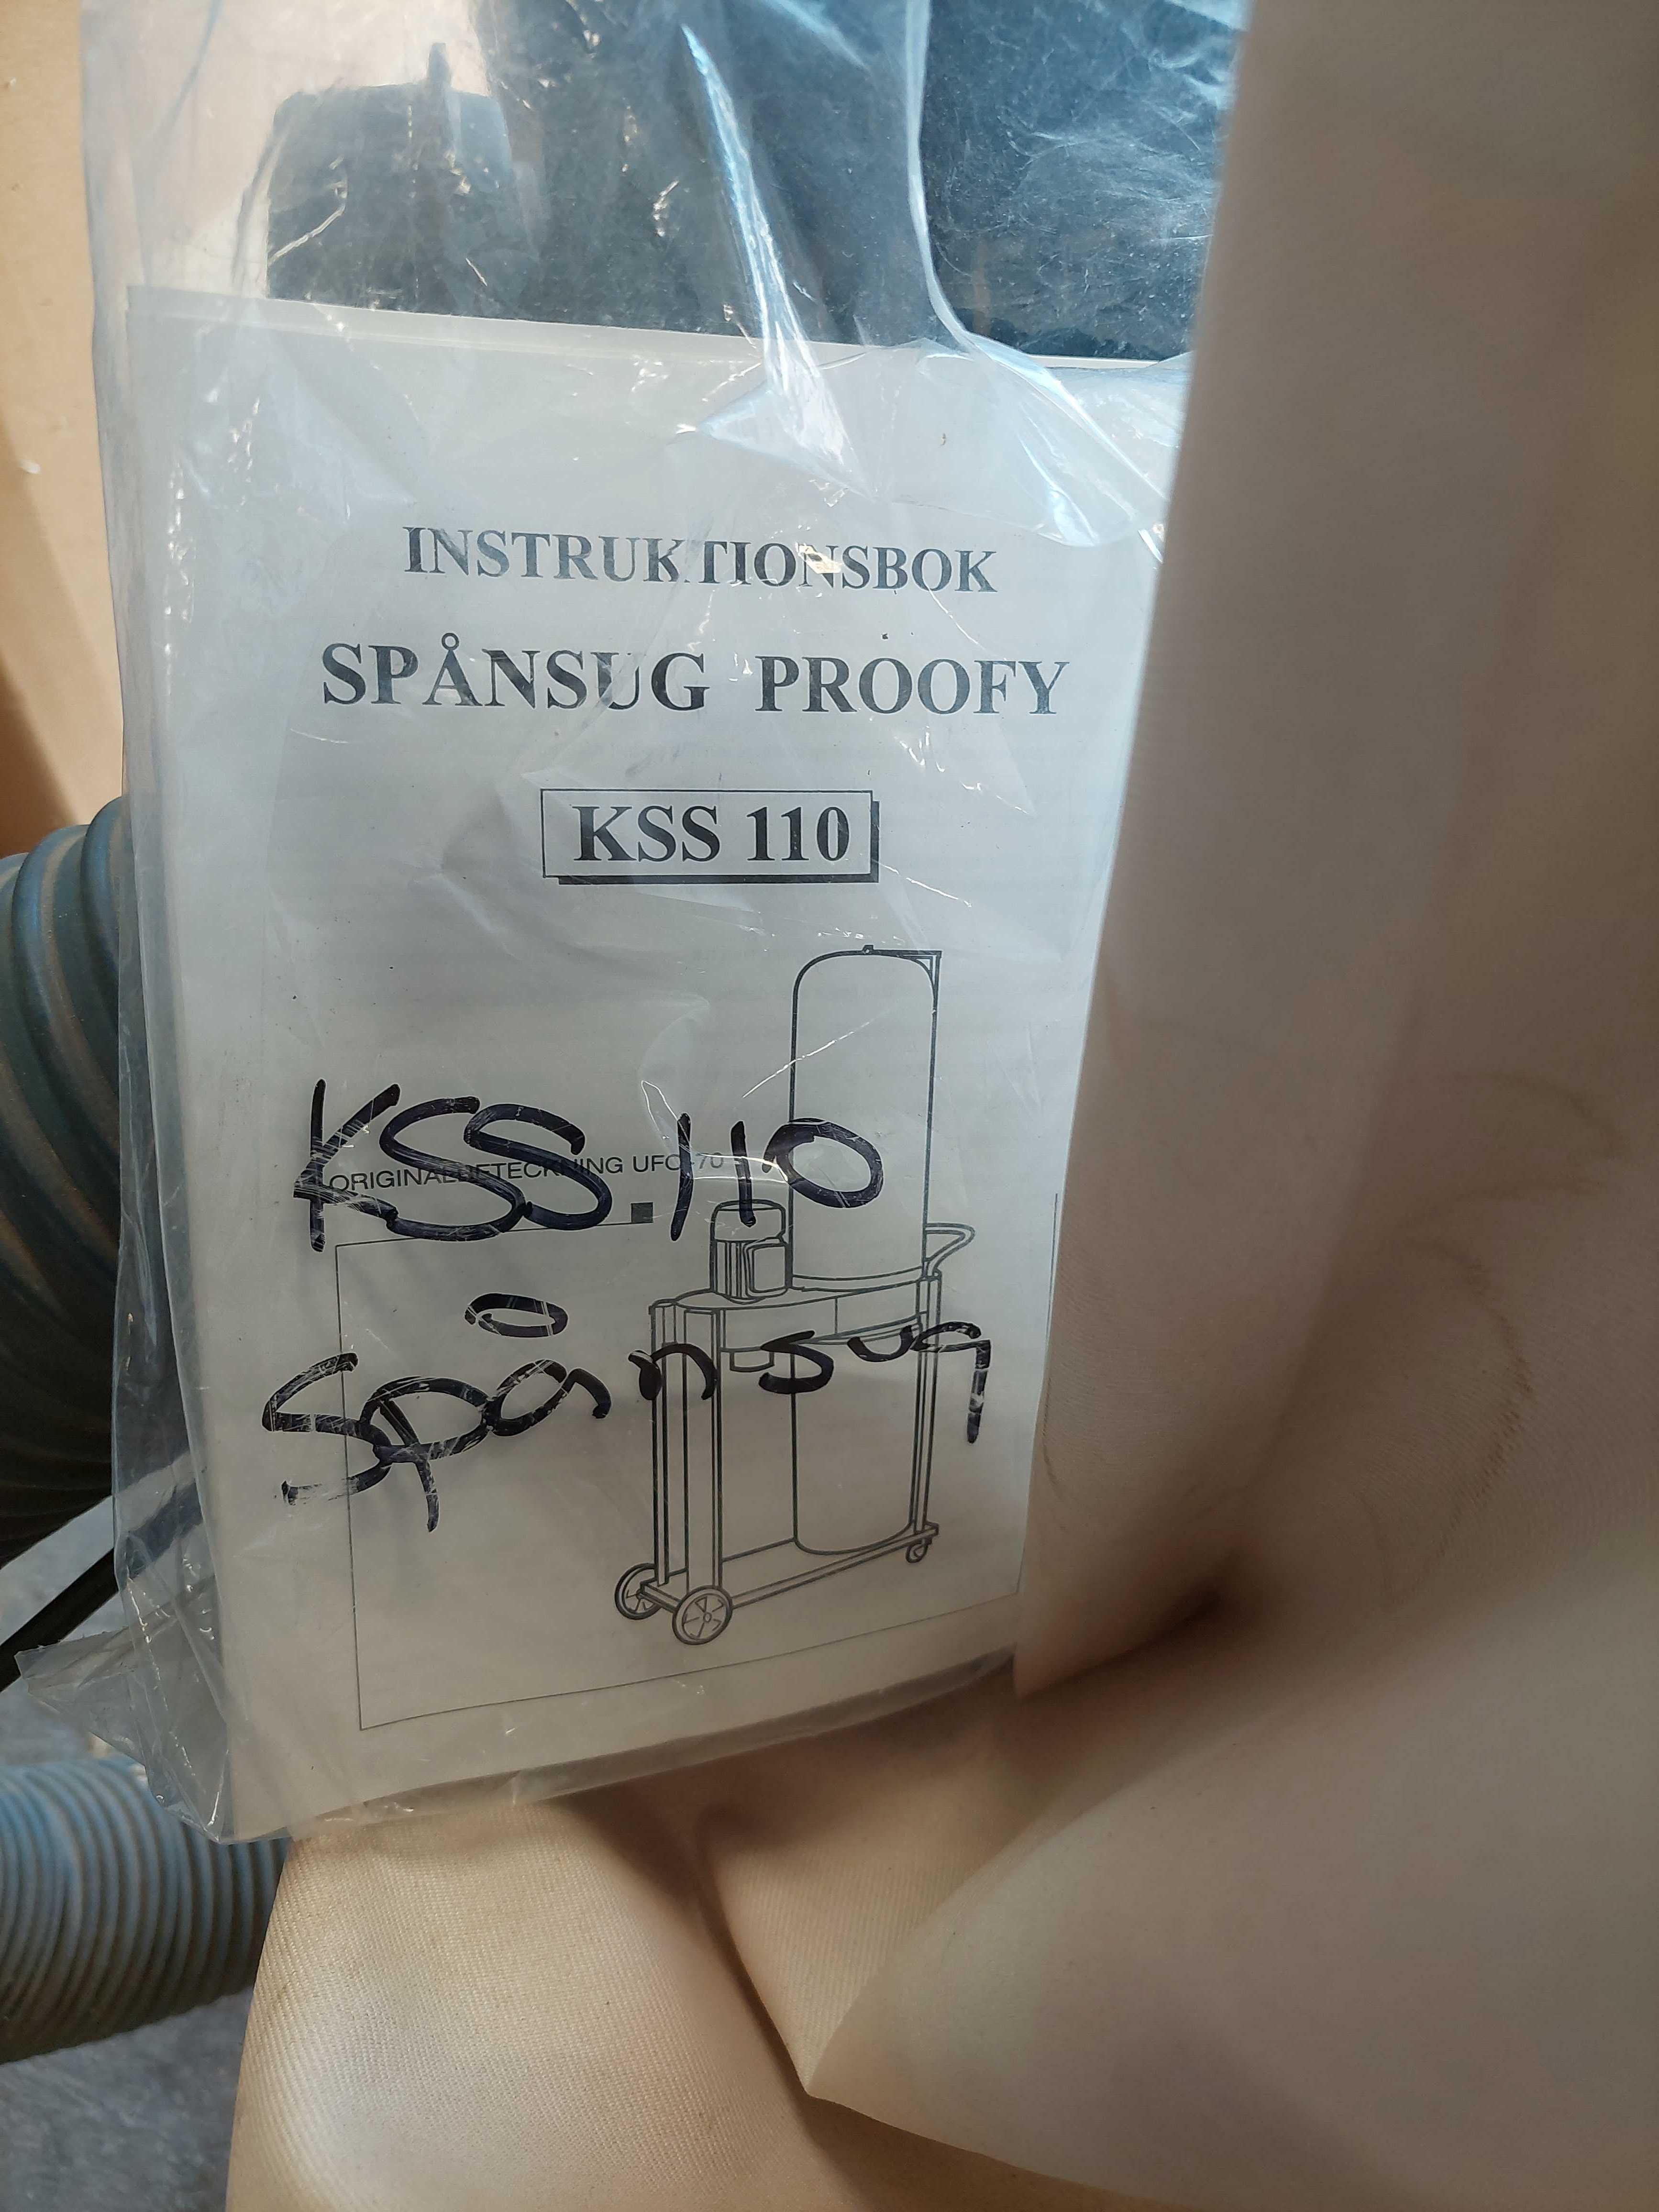 INSTRUKTIONSBOK
SPÅNSUG PROOFY
KSS 110
KSS.110
ORIGINALBETECKNING UFO-70
Spånsug